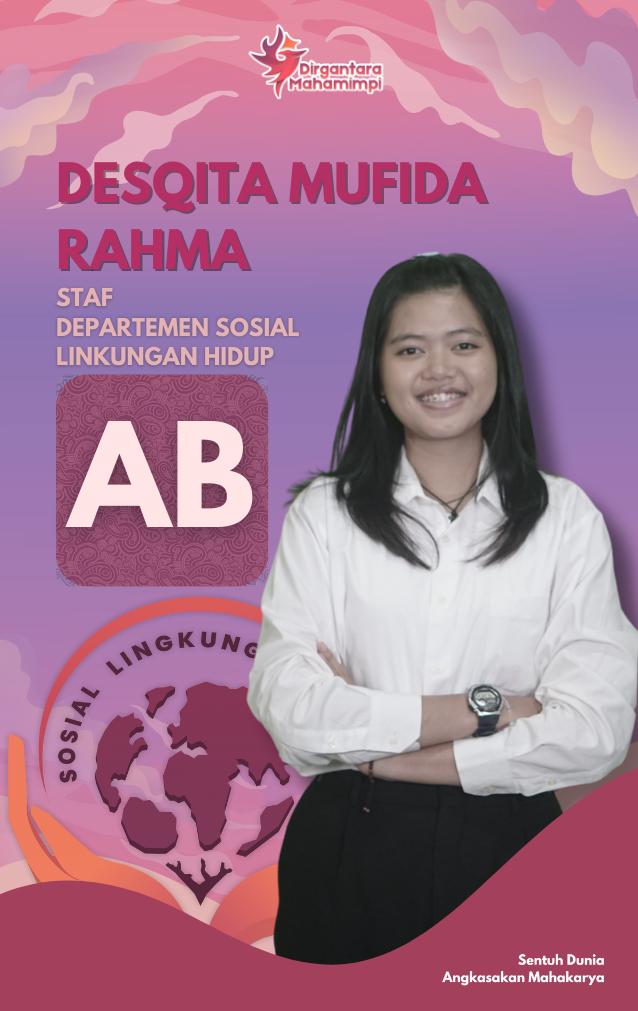 Dirgantara
Mahamimpi
DESQITA MUFIDA
RAHMA
STAF
DEPARTEMEN SOSIAL
LINKUNGAN HIDUP
AB
SOSIAL LINGKUNG
Sentuh Dunia
Angkasakan Mahakarya